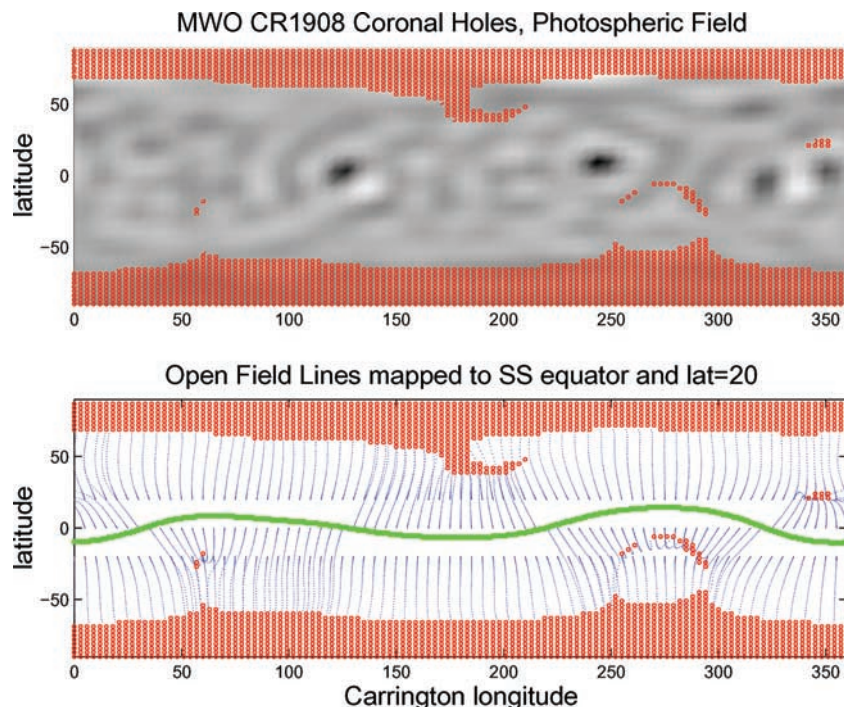 MWO CR1908 Coronal Holes, Photospheric Field
latitude
50
0
−50
0 50 100 150 200 250 300 350
Open Field Lines mapped to SS equator and lat=20
latitude
50
0
−50
0 50 100 150 200 250 300 350
Carrington longitude